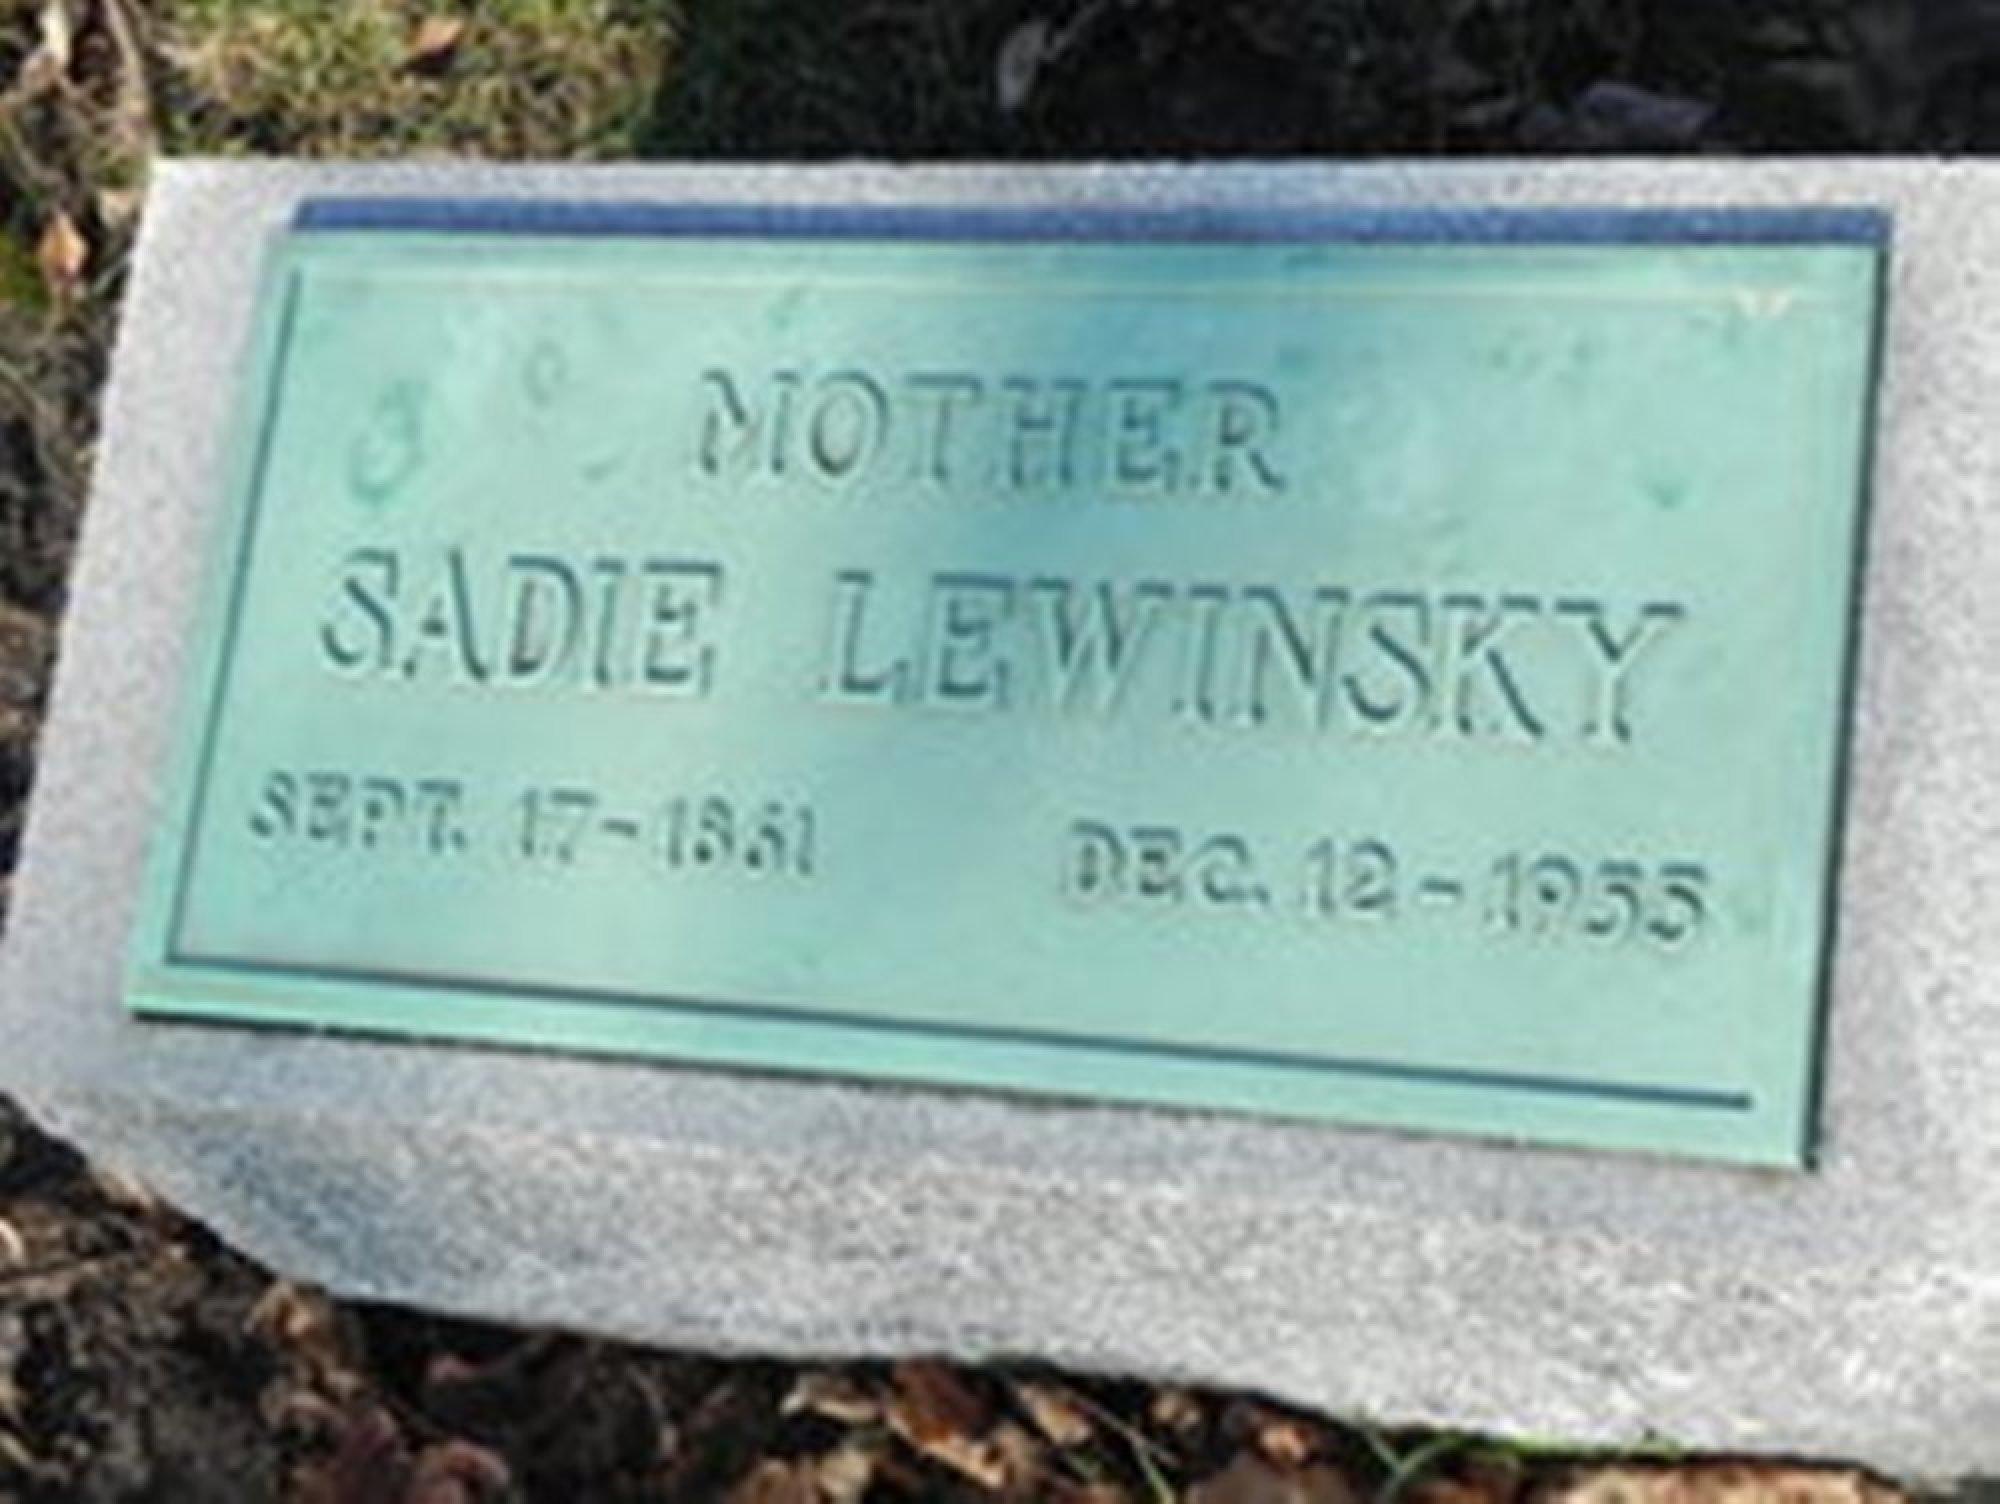 MOTHER
SADIE LEWINSKY
SEPT. 17-1861 DEC. 12-1955